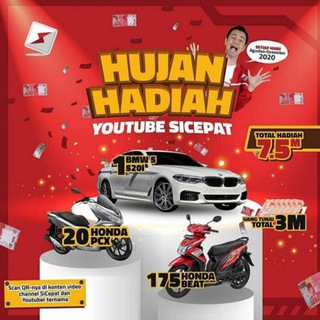 SETIAP HARI
Agustus-Desember
2020
HUJAN
HADIAH
YOUTUBE SICEPAT
TOTAL HADIAH
7.5M
1 BMW 5
520i
UANG TUNAI
TOTAL 3M
20 HONDA
PCX
175 HONDA
BEAT
Scan QR-nya di konten video
channel SiCepat dan
Youtuber ternama